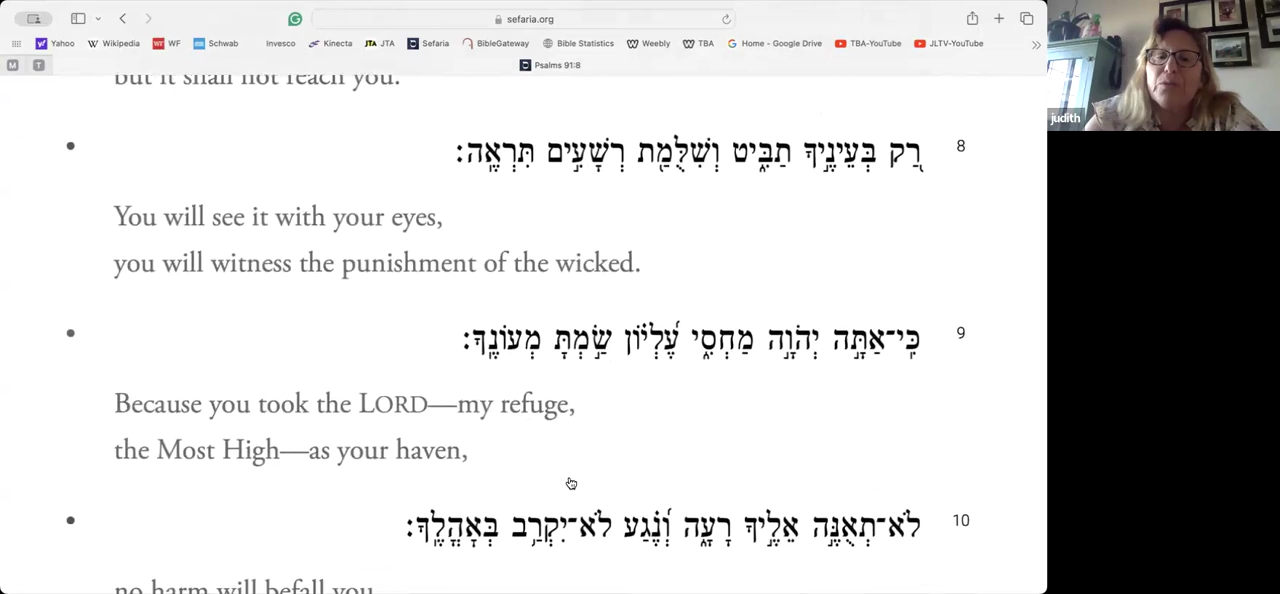 sefaria.org
Yahoo
Wikipedia
WF
Schwab
Invesco
Kinecta
JTA JTA
Sefaria
BibleGateway
Bible Statistics
Weebly
TBA
Home - Google Drive
TBA-YouTube
JLTV-YouTube
M
T
Psalms 91:8
but it shall not reach you.
8
רַ֭ק בְּעֵינֶ֣יךָ תַבִּ֑יט וְשִׁלֻּמַ֖ת רְשָׁעִ֣ים תִּרְאֶֽה׃
You will see it with your eyes,
you will witness the punishment of the wicked.
9
כִּֽי־אַתָּ֣ה יְהֹוָ֣ה מַחְסִ֑י עֶ֝לְי֗וֹן שַׂ֣מְתָּ מְעוֹנֶֽךָ׃
Because you took the LORD—my refuge,
the Most High—as your haven,
10
לֹא־תְאֻנֶּ֣ה אֵלֶ֣יךָ רָעָ֑ה וְ֝נֶ֗גַע לֹא־יִקְרַ֥ב בְּאׇהֳלֶֽךָ׃
no harm will befall you
judith